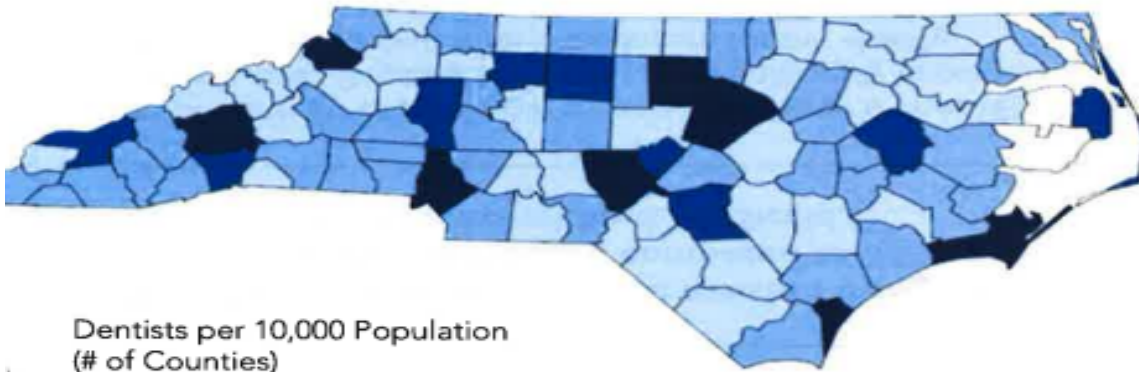 Dentists per 10,000 Population
(# of Counties)